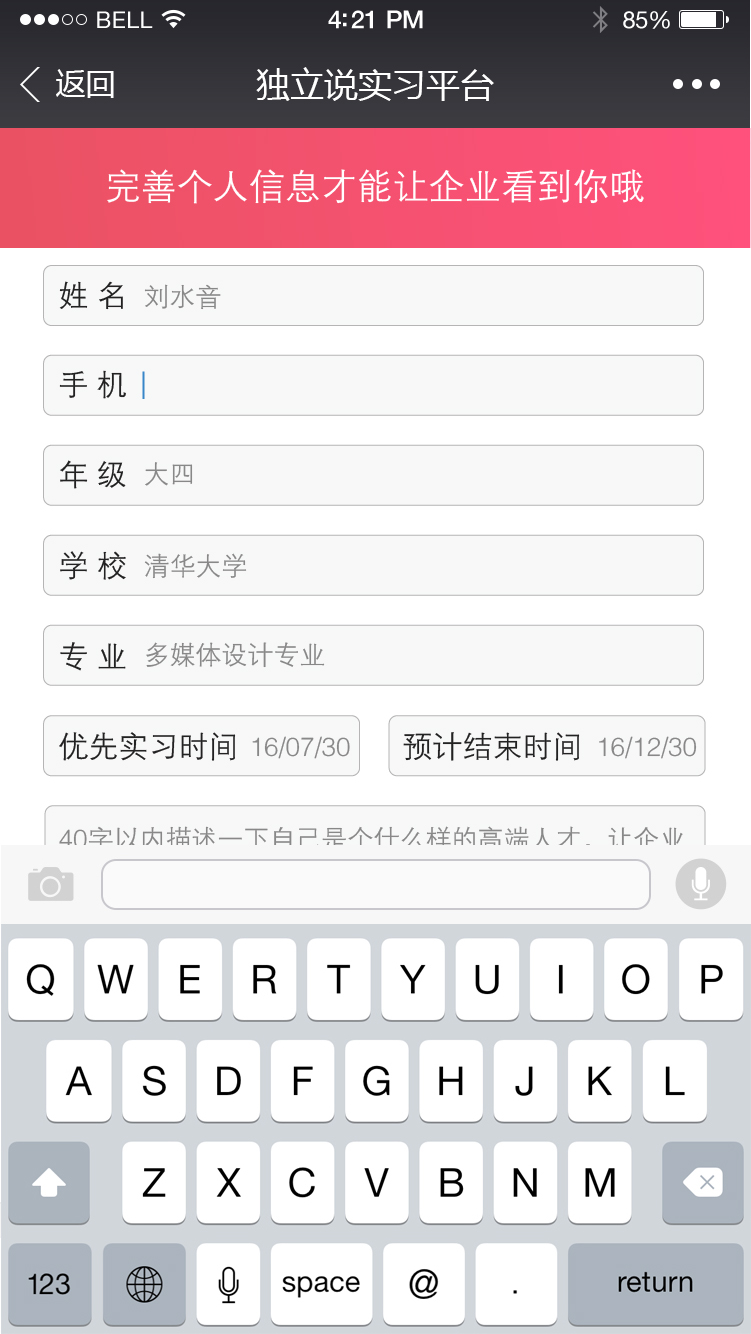 BELL 4:21 PM 85%
返回 独立说实习平台
完善个人信息才能让企业看到你哦
姓 名 刘水音
手 机
年 级 大四
学 校 清华大学
专 业 多媒体设计专业
优先实习时间 16/07/30 预计结束时间 16/12/30
40字以内描述一下自己是个什么样的高端人才，让企业
Q W E R T Y U I O P
A S D F G H J K L
Z X C V B N M
123 space @ . return